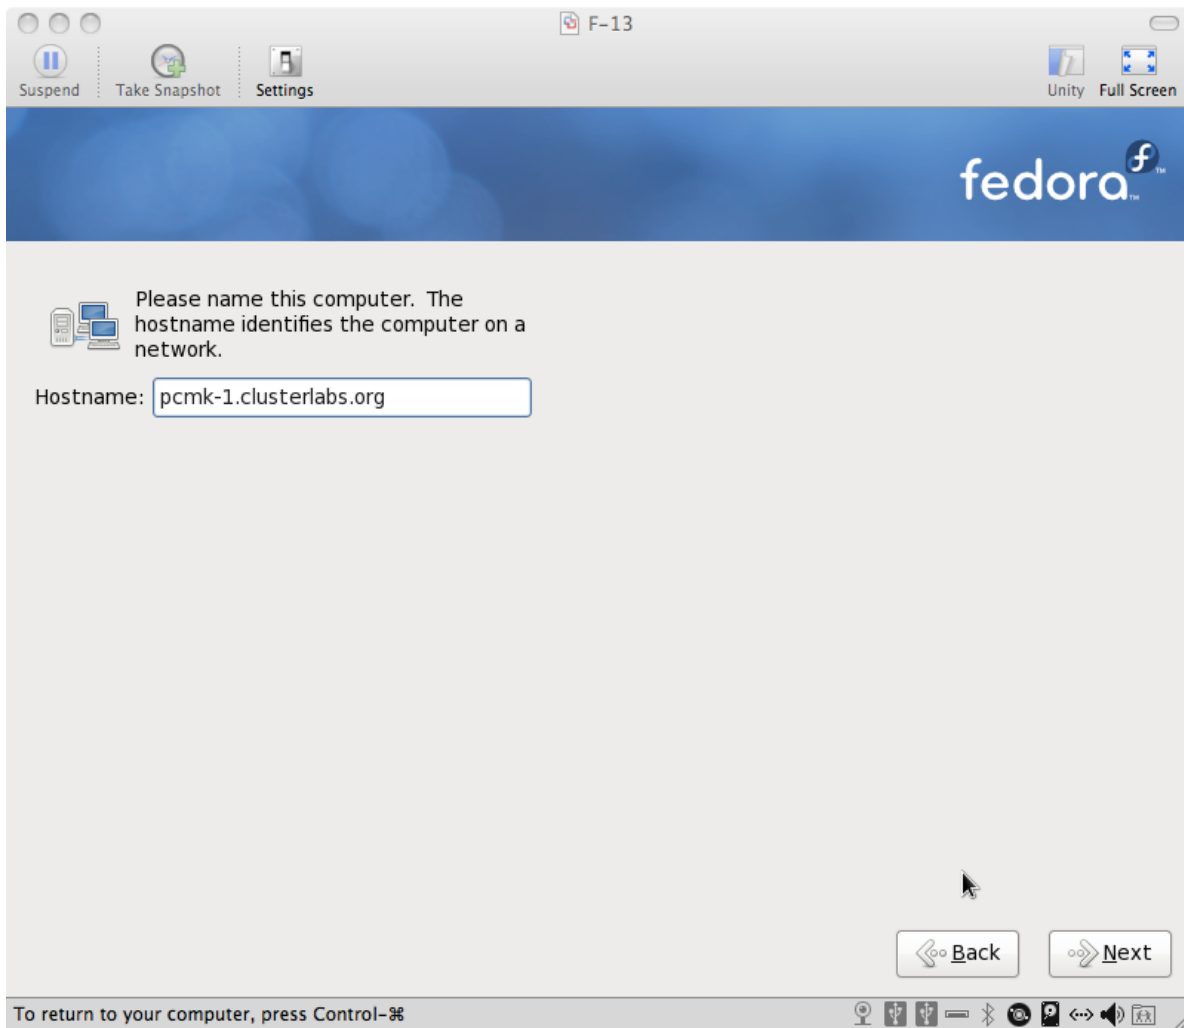 F-13
Suspend Take Snapshot Settings Unity Full Screen
fedora™
Please name this computer. The
hostname identifies the computer on a
network.
Hostname: pcmk-1.clusterlabs.org
Back Next
To return to your computer, press Control-⌘